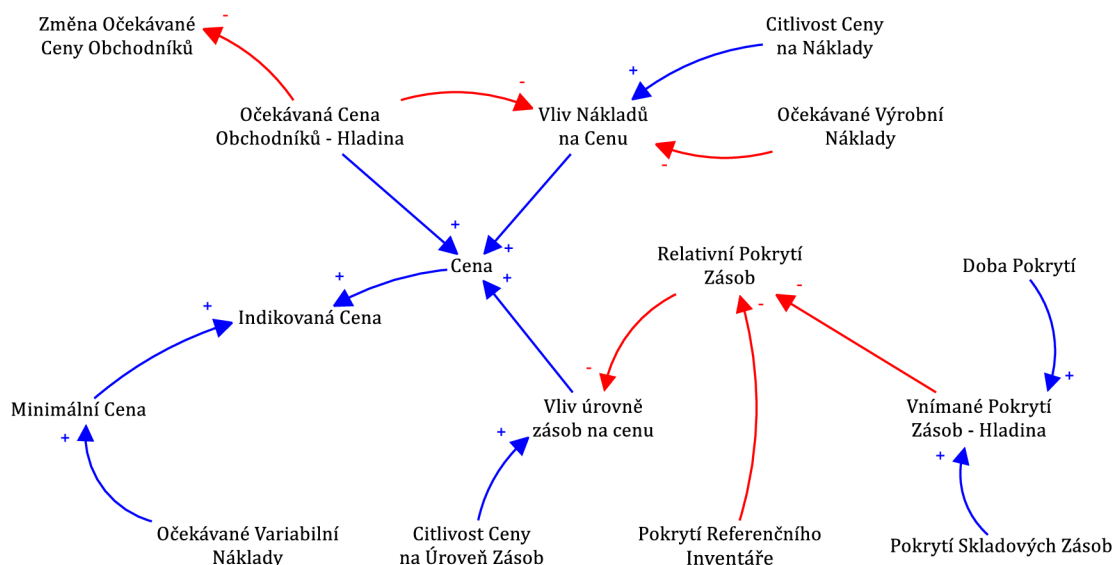 Změna Očekávané
Ceny Obchodníků
-
Citlivost Ceny
na Náklady
+
-
Očekávaná Cena
Obchodníků - Hladina
Vliv Nákladů
na Cenu
Očekávané Výrobní
Náklady
-
+
+
Cena
+
+
+
Indikovaná Cena
Relativní Pokrytí
Zásob
-
-
Doba Pokrytí
-
+
Minimální Cena
+
Vliv úrovně
zásob na cenu
+
Vnímané Pokrytí
Zásob - Hladina
+
Očekávané Variabilní
Náklady
Citlivost Ceny
na Úroveň Zásob
Pokrytí Referenčního
Inventáře
Pokrytí Skladových Zásob